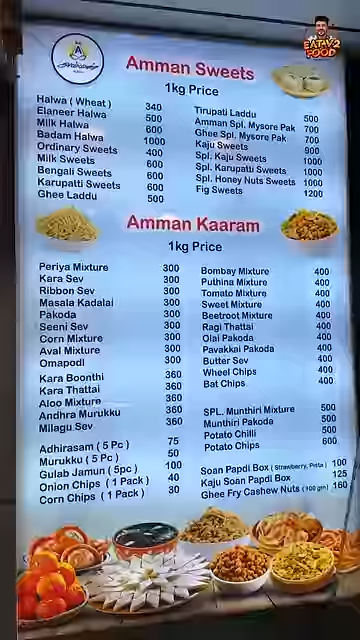 EAT W2
FOOD
Amman Sweets
1kg Price
Halwa ( Wheat ) 340
Elaneer Halwa 500
Milk Halwa 600
Badam Halwa 1000
Ordinary Sweets 400
Milk Sweets 600
Bengali Sweets 600
Karupatti Sweets 600
Ghee Laddu 500
Tirupati Laddu 500
Amman Spl. Mysore Pak 700
Ghee Spl. Mysore Pak 700
Kaju Sweets 900
Spl. Kaju Sweets 1000
Spl. Karupatti Sweets 1000
Spl. Honey Nuts Sweets 1000
Fig Sweets 1200
Amman Kaaram
1kg Price
Periya Mixture 300
Kara Sev 300
Ribbon Sev 300
Masala Kadalai 300
Pakoda 300
Seeni Sev 300
Corn Mixture 300
Aval Mixture 300
Omapodi 300
Kara Boonthi 360
Kara Thattai 360
Aloo Mixture 360
Andhra Murukku 360
Milagu Sev 360
Adhirasam ( 5 Pc ) 75
Murukku ( 5 Pc ) 50
Gulab Jamun ( 5pc ) 100
Onion Chips ( 1 Pack ) 40
Corn Chips ( 1 Pack ) 30
Bombay Mixture 400
Puthina Mixture 400
Tomato Mixture 400
Sweet Mixture 400
Beetroot Mixture 400
Ragi Thattai 400
Olai Pakoda 400
Pavakkai Pakoda 400
Butter Sev 400
Wheel Chips 400
Bat Chips 400
SPL. Munthiri Mixture 500
Munthiri Pakoda 500
Potato Chilli 500
Potato Chips 600
Soan Papdi Box ( Strawberry, Pista ) 100
Kaju Soan Papdi Box 125
Ghee Fry Cashew Nuts ( 100 gm ) 160